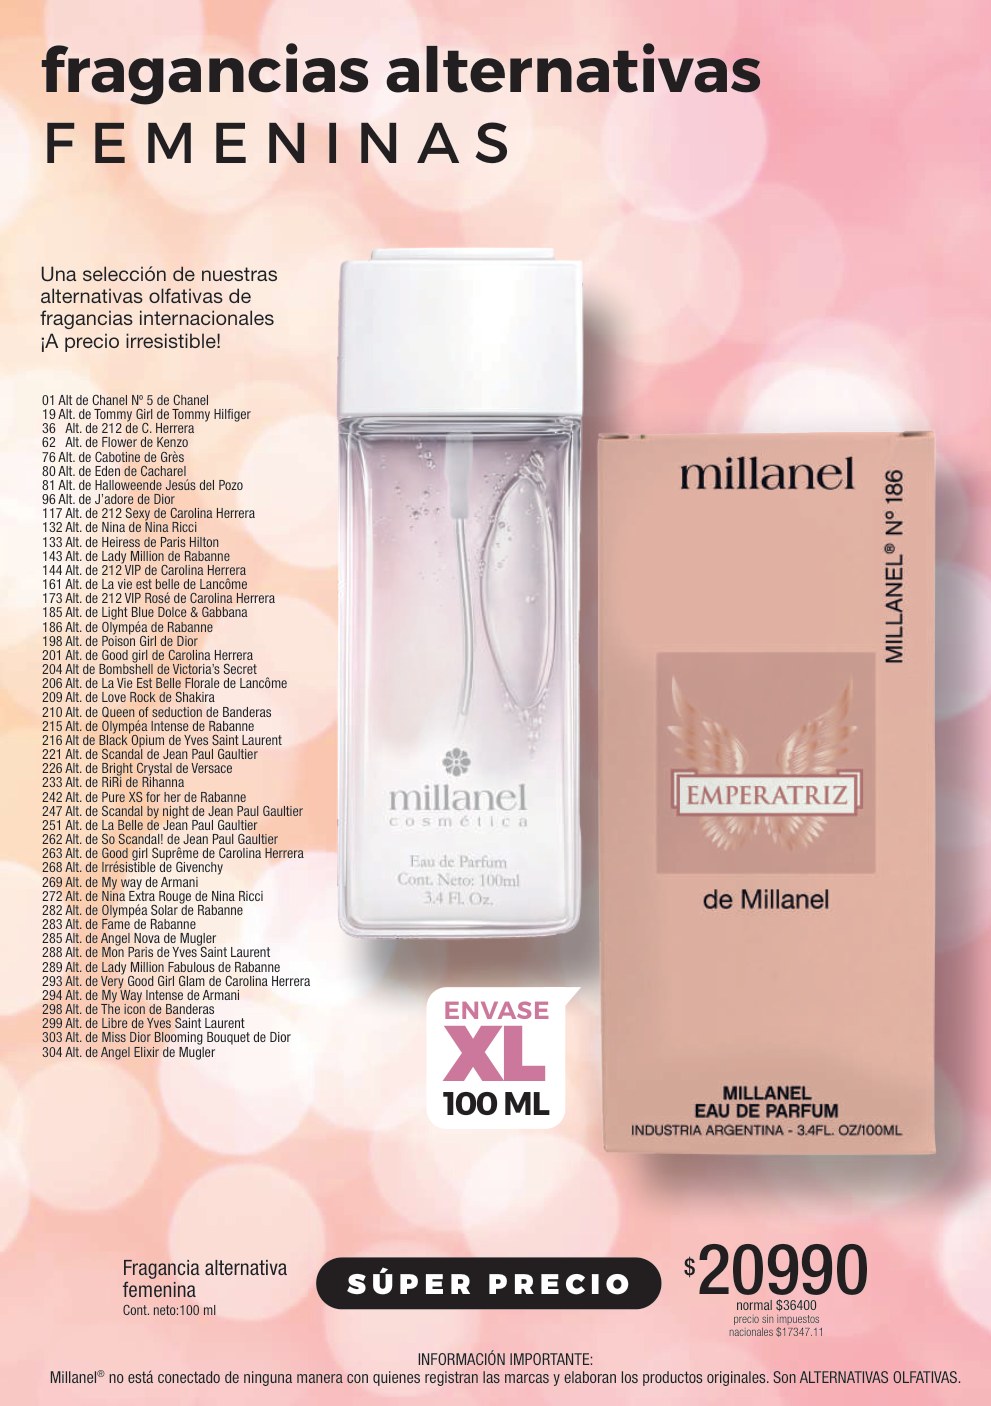 fragancias alternativas
FEMENINAS
Una selección de nuestras
alternativas olfativas de
fragancias internacionales
¡A precio irresistible!
01 Alt de Chanel Nº 5 de Chanel
19 Alt. de Tommy Girl de Tommy Hilfiger
36 Alt. de 212 de C. Herrera
62 Alt. de Flower de Kenzo
76 Alt. de Cabotine de Grès
80 Alt. de Eden de Cacharel
81 Alt. de Halloweende Jesús del Pozo
96 Alt. de J'adore de Dior
117 Alt. de 212 Sexy de Carolina Herrera
132 Alt. de Nina de Nina Ricci
133 Alt. de Heiress de Paris Hilton
143 Alt. de Lady Million de Rabanne
144 Alt. de 212 VIP de Carolina Herrera
161 Alt. de La vie est belle de Lancôme
173 Alt. de 212 VIP Rosé de Carolina Herrera
185 Alt. de Light Blue Dolce & Gabbana
186 Alt. de Olympéa de Rabanne
198 Alt. de Poison Girl de Dior
201 Alt. de Good girl de Carolina Herrera
204 Alt de Bombshell de Victoria's Secret
206 Alt. de La Vie Est Belle Florale de Lancôme
209 Alt. de Love Rock de Shakira
210 Alt. de Queen of seduction de Banderas
215 Alt. de Olympéa Intense de Rabanne
216 Alt de Black Opium de Yves Saint Laurent
221 Alt. de Scandal de Jean Paul Gaultier
226 Alt. de Bright Crystal de Versace
233 Alt. de RiRi de Rihanna
242 Alt. de Pure XS for her de Rabanne
247 Alt. de Scandal by night de Jean Paul Gaultier
251 Alt. de La Belle de Jean Paul Gaultier
262 Alt. de So Scandal! de Jean Paul Gaultier
263 Alt. de Good girl Suprême de Carolina Herrera
268 Alt. de Irrésistible de Givenchy
269 Alt. de My way de Armani
272 Alt. de Nina Extra Rouge de Nina Ricci
282 Alt. de Olympéa Solar de Rabanne
283 Alt. de Fame de Rabanne
285 Alt. de Angel Nova de Mugler
288 Alt. de Mon Paris de Yves Saint Laurent
289 Alt. de Lady Million Fabulous de Rabanne
293 Alt. de Very Good Girl Glam de Carolina Herrera
294 Alt. de My Way Intense de Armani
298 Alt. de The icon de Banderas
299 Alt. de Libre de Yves Saint Laurent
303 Alt. de Miss Dior Blooming Bouquet de Dior
304 Alt. de Angel Elixir de Mugler
millanel
cosmética
Eau de Parfum
Cont. Neto: 100ml
3.4 Fl. Oz.
millanel
MILLANEL® Nº 186
EMPERATRIZ
de Millanel
MILLANEL
EAU DE PARFUM
INDUSTRIA ARGENTINA - 3.4FL. OZ/100ML
ENVASE
XL
100 ML
Fragancia alternativa
femenina
Cont. neto:100 ml
SÚPER PRECIO
$20990
normal $36400
precio sin impuestos
nacionales $17347.11
INFORMACIÓN IMPORTANTE:
Millanel® no está conectado de ninguna manera con quienes registran las marcas y elaboran los productos originales. Son ALTERNATIVAS OLFATIVAS.